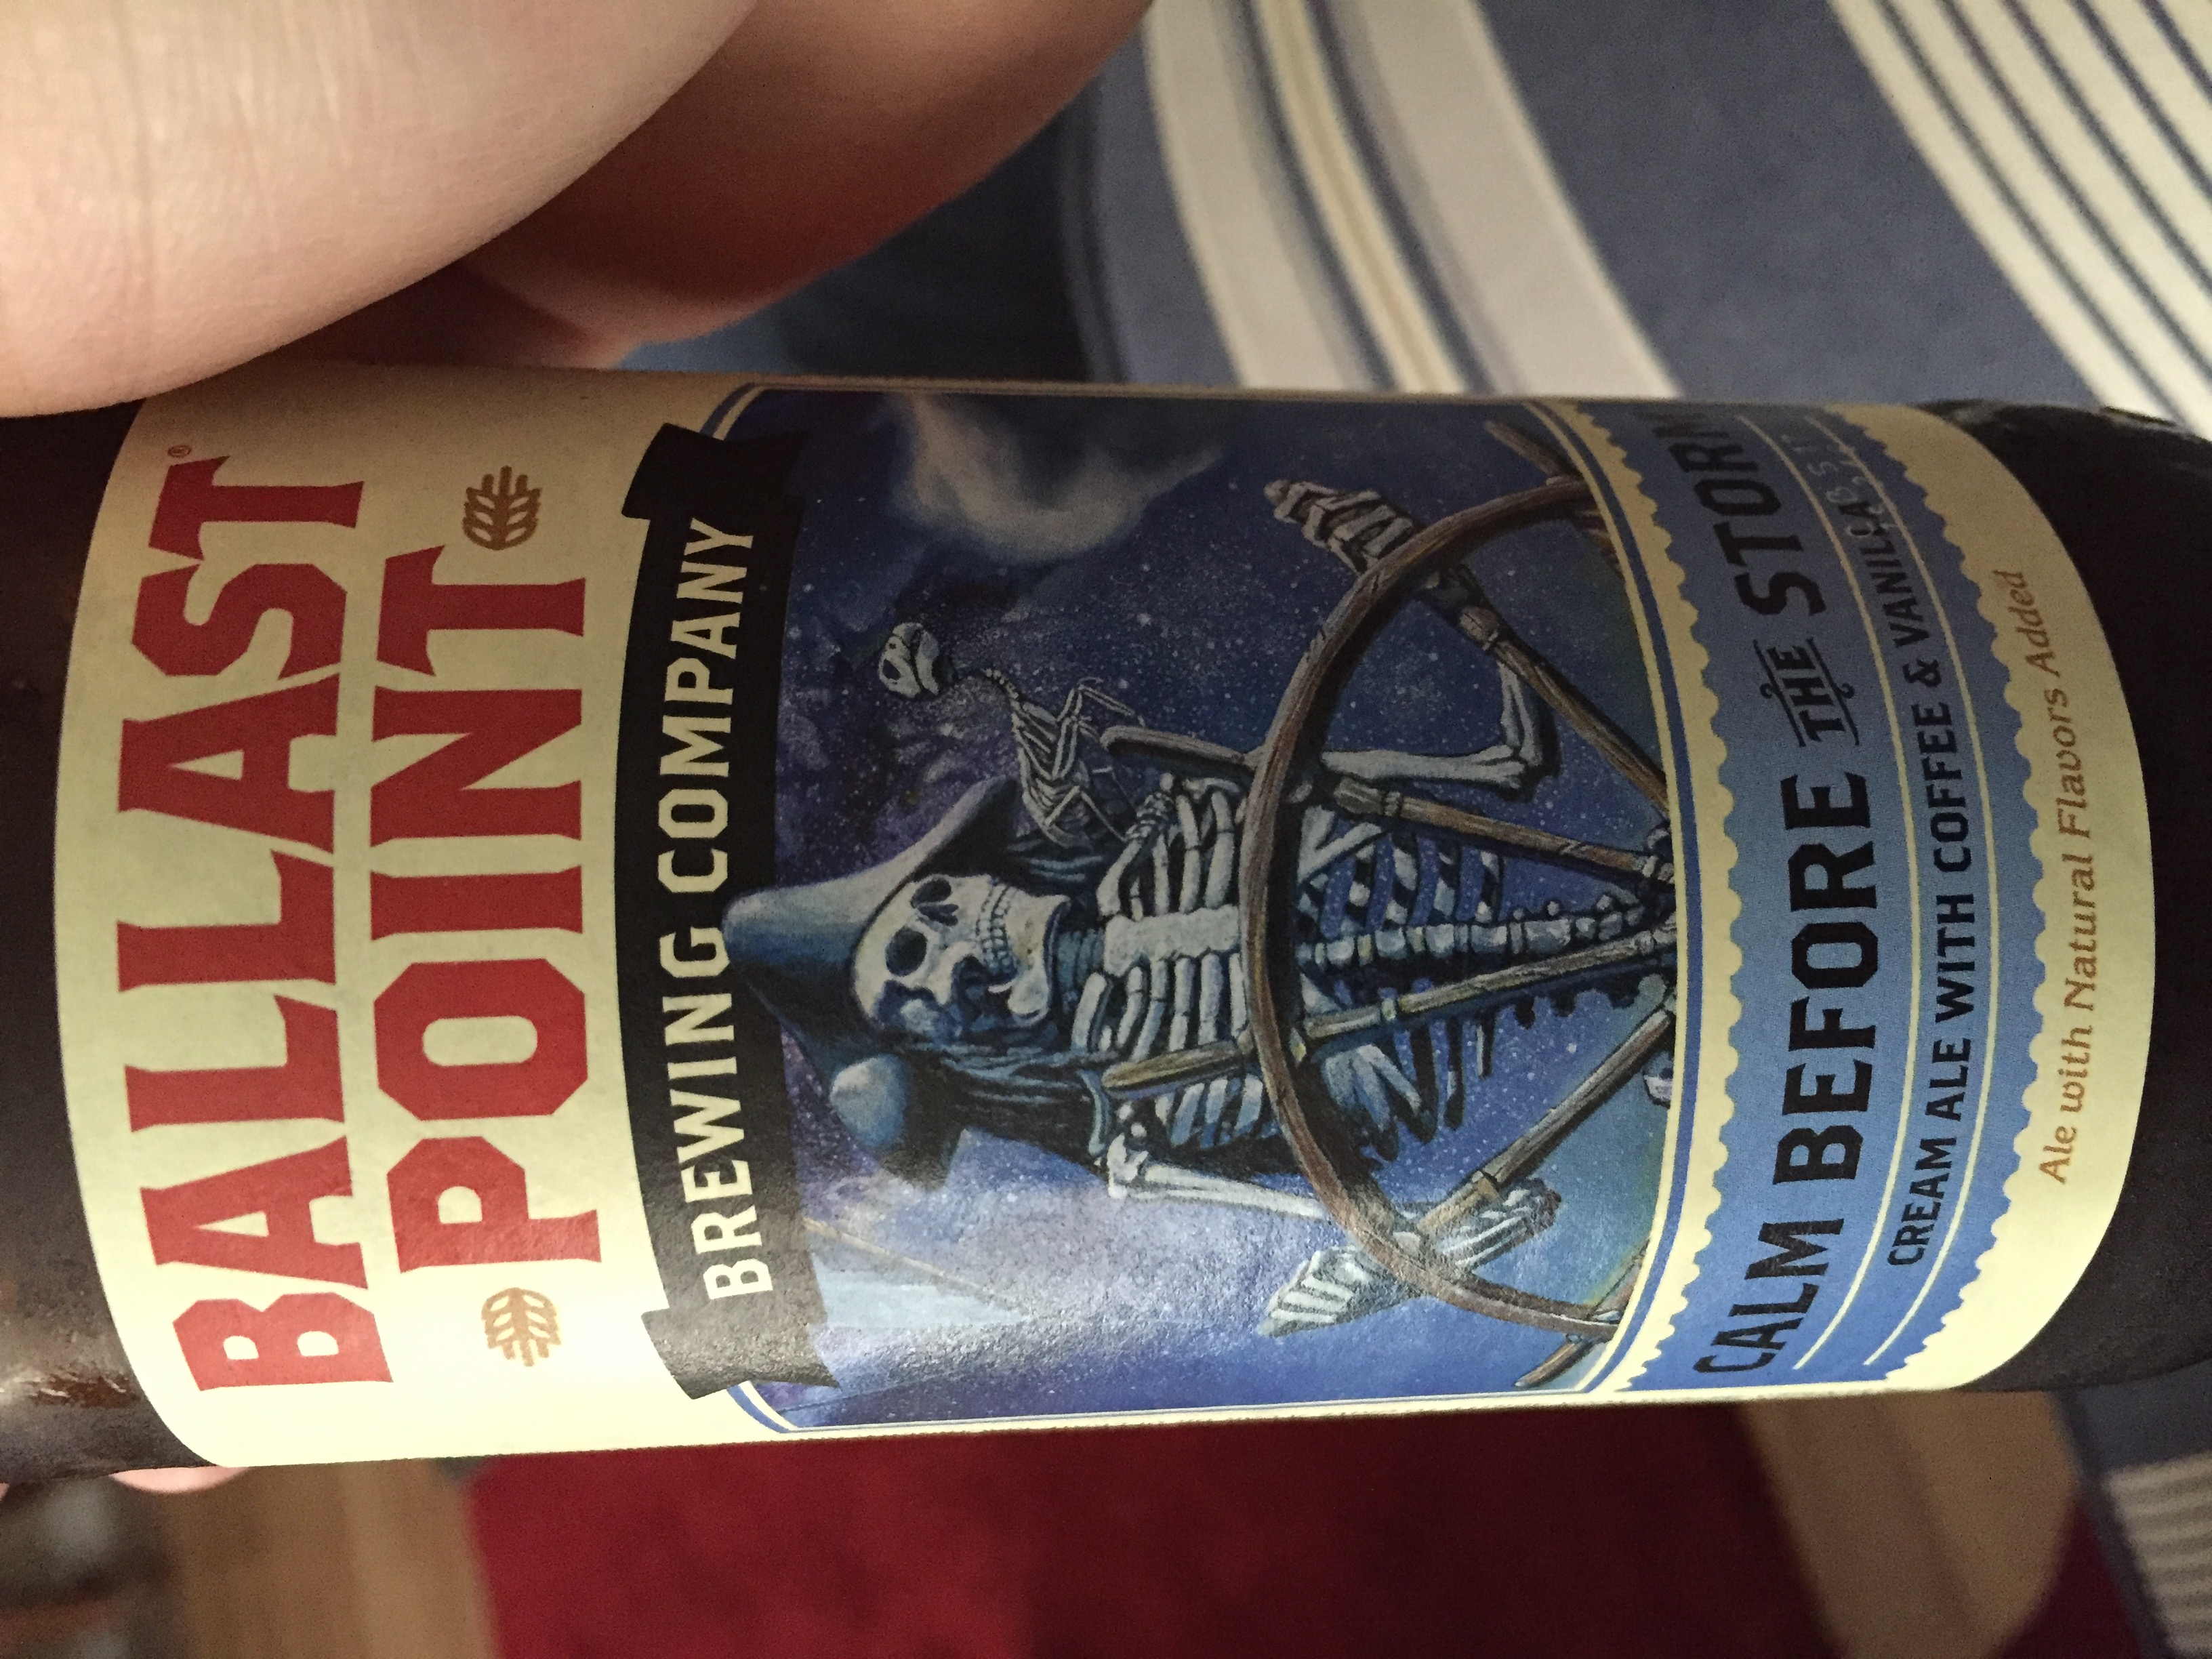 BALLAST®
POINT
BREWING COMPANY
CALM BEFORE THE STORM
CREAM ALE WITH COFFEE & VANILLA
Ale with Natural Flavors Added